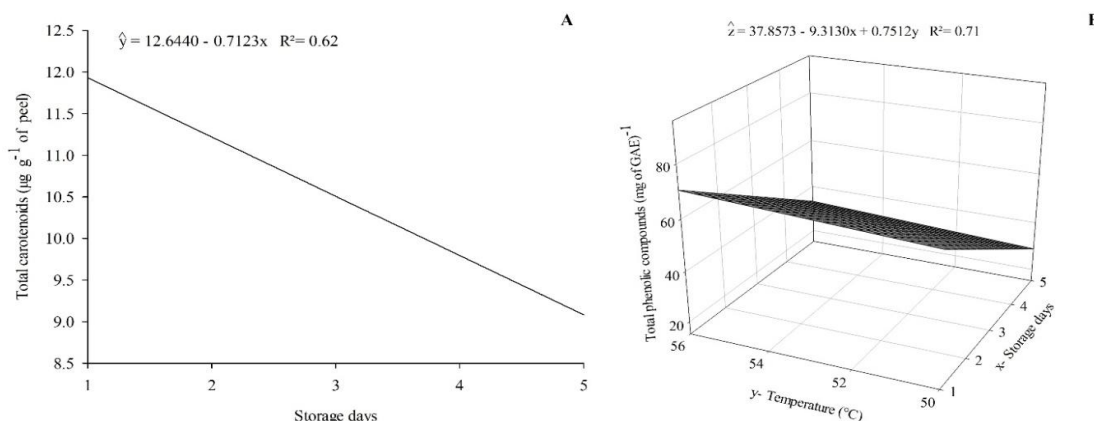 A
ŷ = 12.6440 - 0.7123x R²= 0.62
Total carotenoids (µg g⁻¹ of peel)
12.5
12.0
11.5
11.0
10.5
10.0
9.5
9.0
8.5
1 2 3 4 5
Storage days
ẑ = 37.8573 - 9.3130x + 0.7512y R²= 0.71
Total phenolic compounds (mg of GAE)⁻¹
80
60
40
20
56 54 52 50
y- Temperature (°C)
1 2 3 4 5
x- Storage days